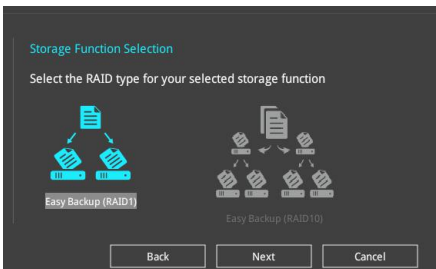 Storage Function Selection
Select the RAID type for your selected storage function
Easy Backup (RAID1)
Easy Backup (RAID10)
Back
Next
Cancel